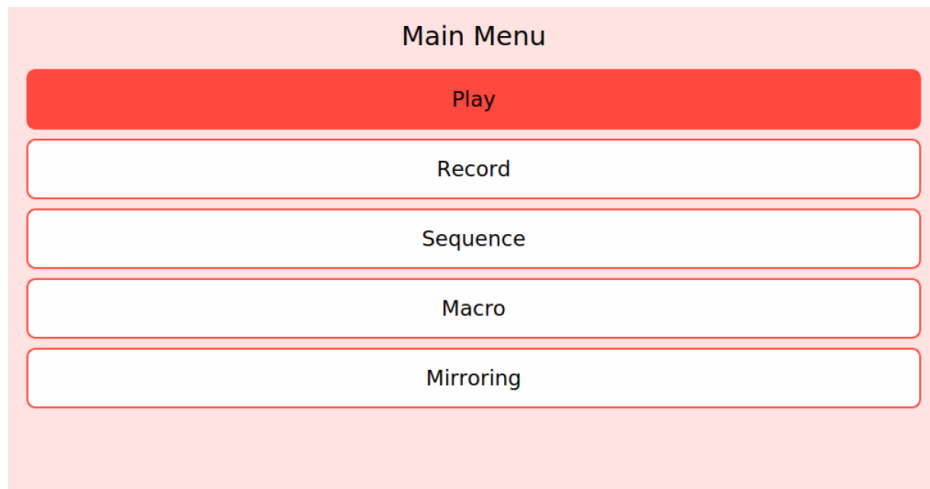 Main Menu
Play
Record
Sequence
Macro
Mirroring